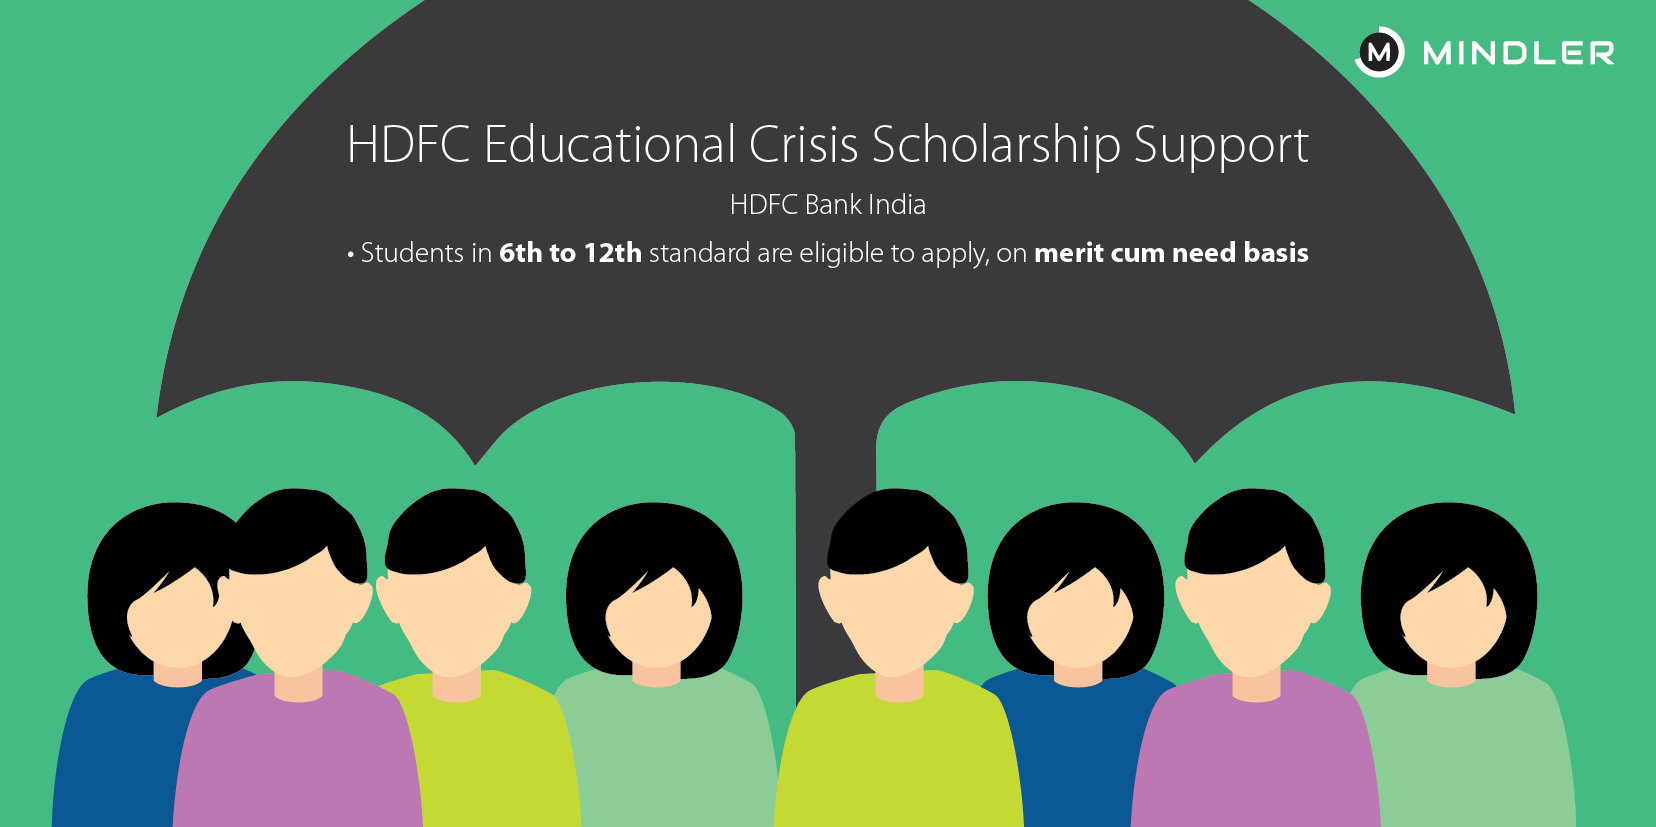 M MINDLER
HDFC Educational Crisis Scholarship Support
HDFC Bank India
• Students in 6th to 12th standard are eligible to apply, on merit cum need basis